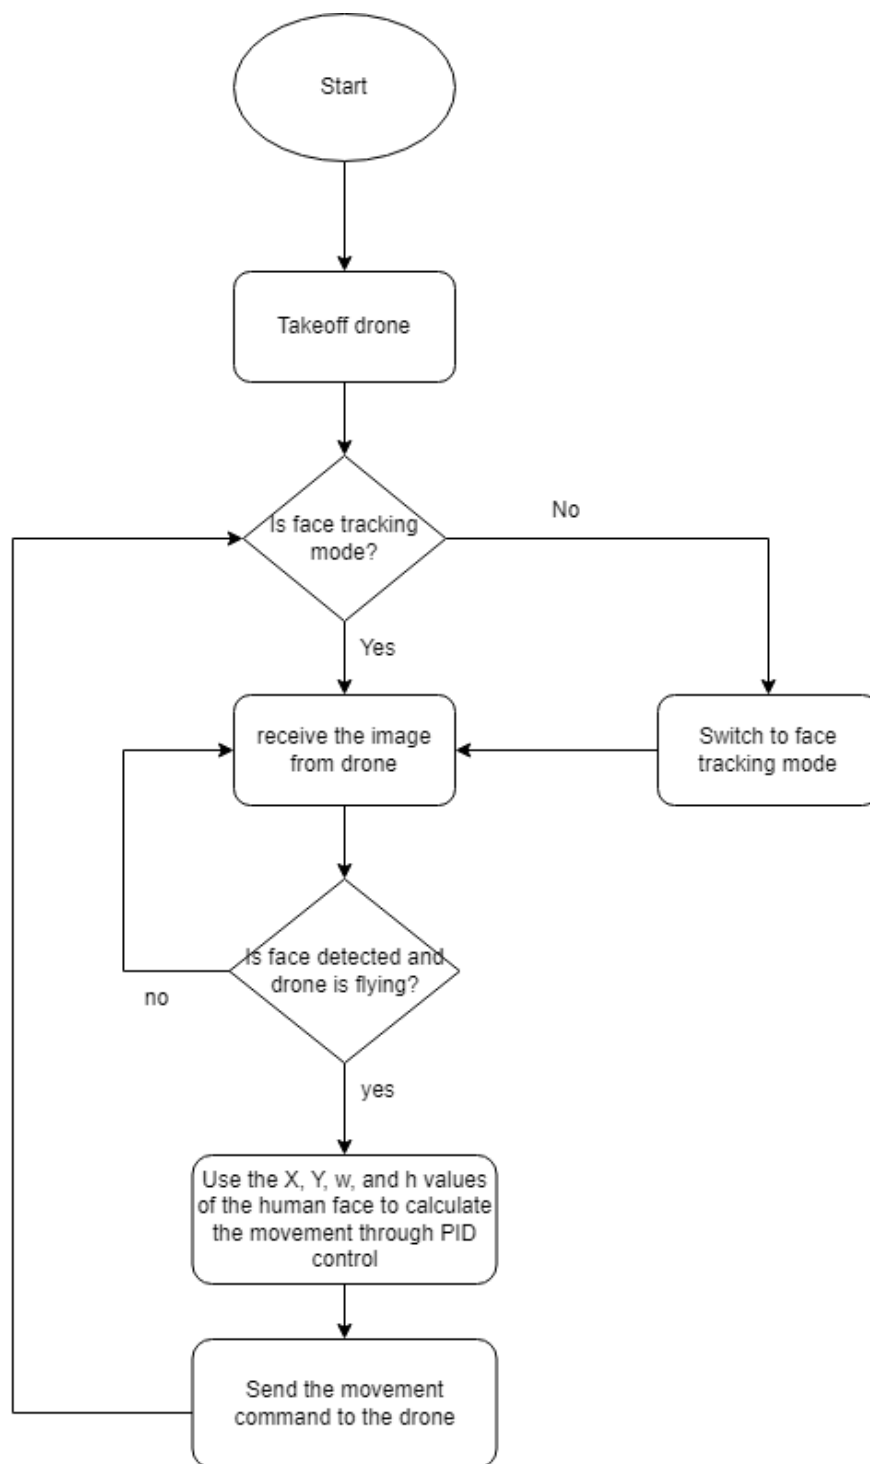 Start
Takeoff drone
No
Is face tracking
mode?
Yes
receive the image
from drone
Switch to face
tracking mode
Is face detected and
drone is flying?
no
yes
Use the X, Y, w, and h values
of the human face to calculate
the movement through PID
control
Send the movement
command to the drone